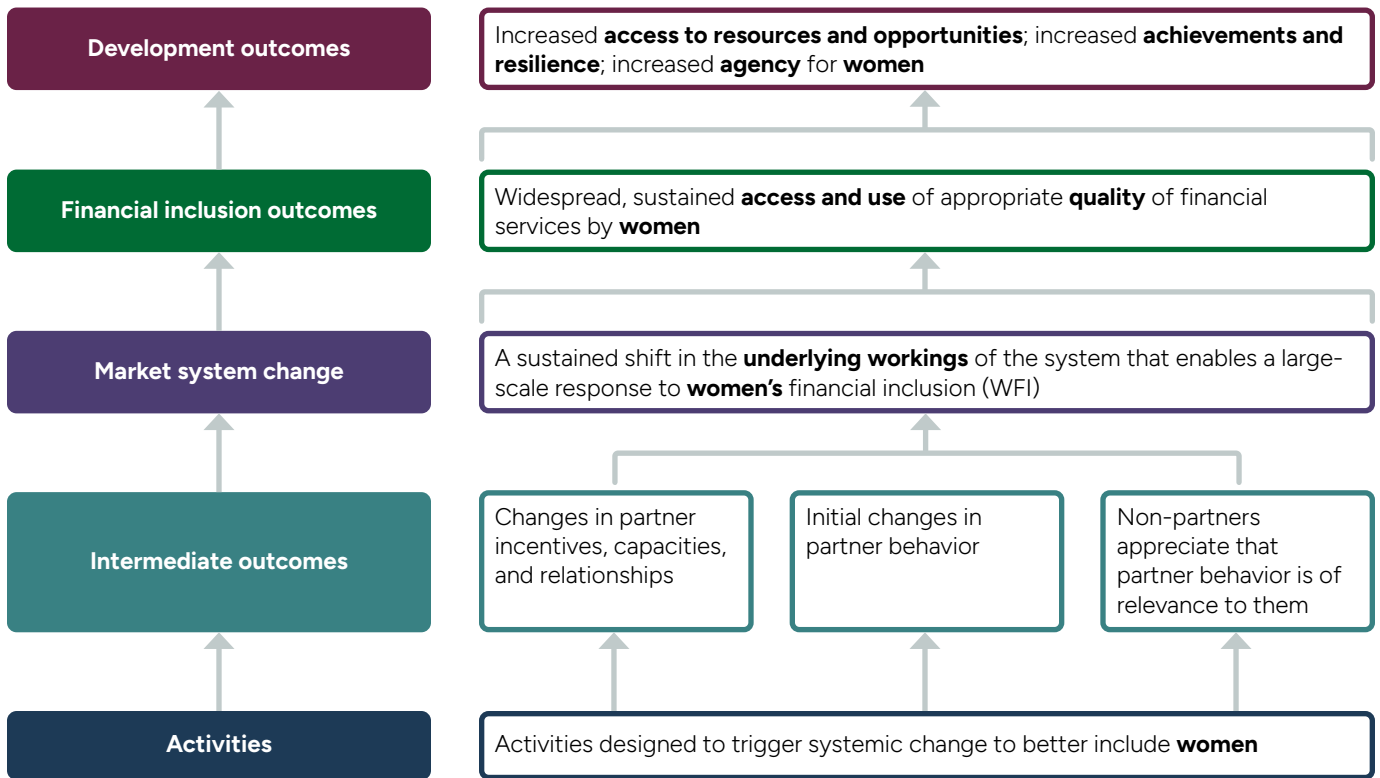 Development outcomes
Increased access to resources and opportunities; increased achievements and
resilience; increased agency for women
Financial inclusion outcomes
Widespread, sustained access and use of appropriate quality of financial
services by women
Market system change
A sustained shift in the underlying workings of the system that enables a large-
scale response to women’s financial inclusion (WFI)
Intermediate outcomes
Changes in partner
incentives, capacities,
and relationships
Initial changes in
partner behavior
Non-partners
appreciate that
partner behavior is of
relevance to them
Activities
Activities designed to trigger systemic change to better include women